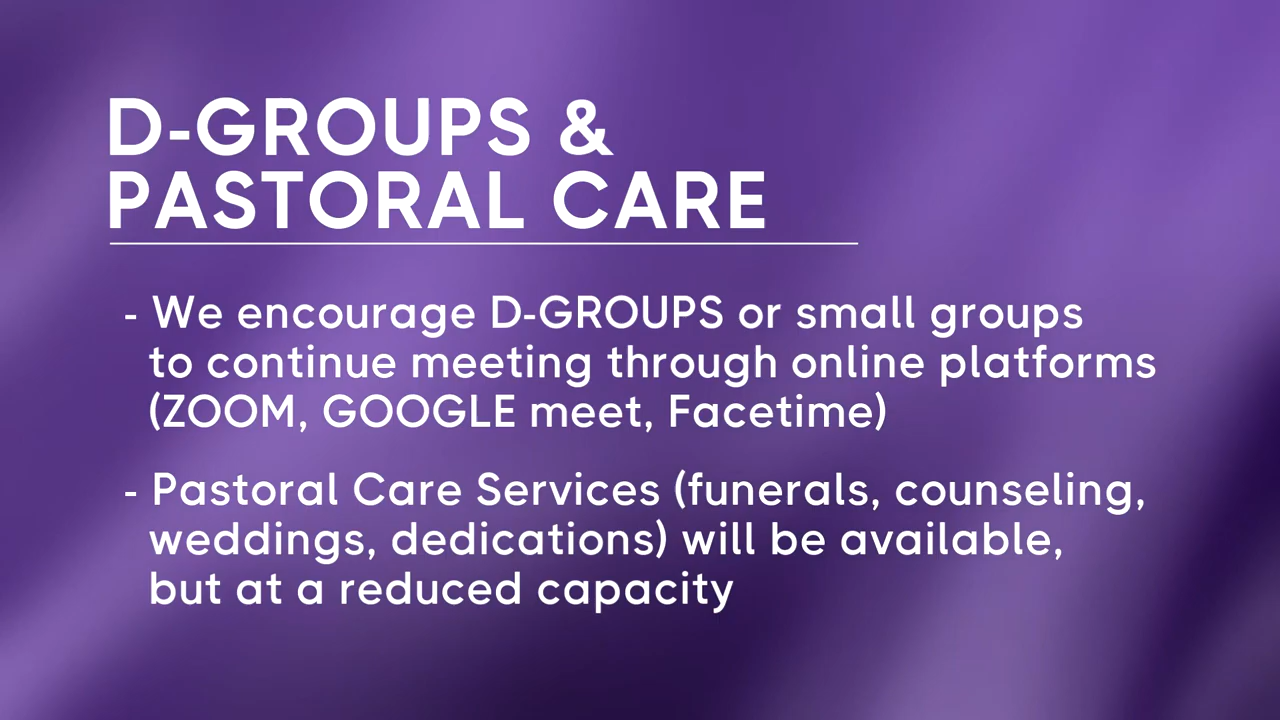 D-GROUPS &
PASTORAL CARE
- We encourage D-GROUPS or small groups
to continue meeting through online platforms
(ZOOM, GOOGLE meet, Facetime)
- Pastoral Care Services (funerals, counseling,
weddings, dedications) will be available,
but at a reduced capacity